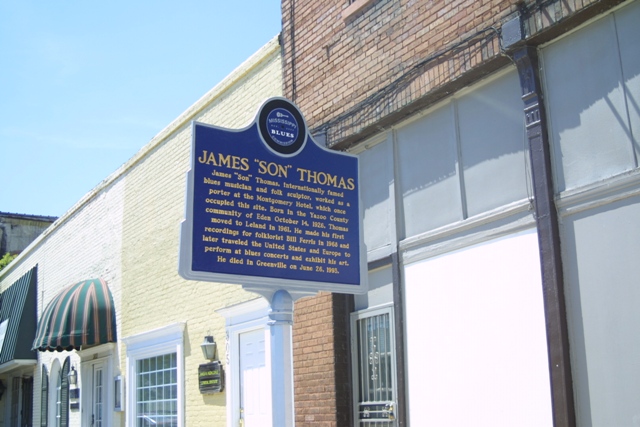 MISSISSIPPI
BLUES
JAMES "SON" THOMAS
James "Son" Thomas, internationally famed
blues musician and folk sculptor, worked as a
porter at the Montgomery Hotel, which once
occupied this site. Born in the Yazoo County
community of Eden October 14, 1926, Thomas
moved to Leland in 1961. He made his first
recordings for folklorist Bill Ferris in 1968 and
later traveled the United States and Europe to
perform at blues concerts and exhibit his art.
He died in Greenville on June 26, 1993.